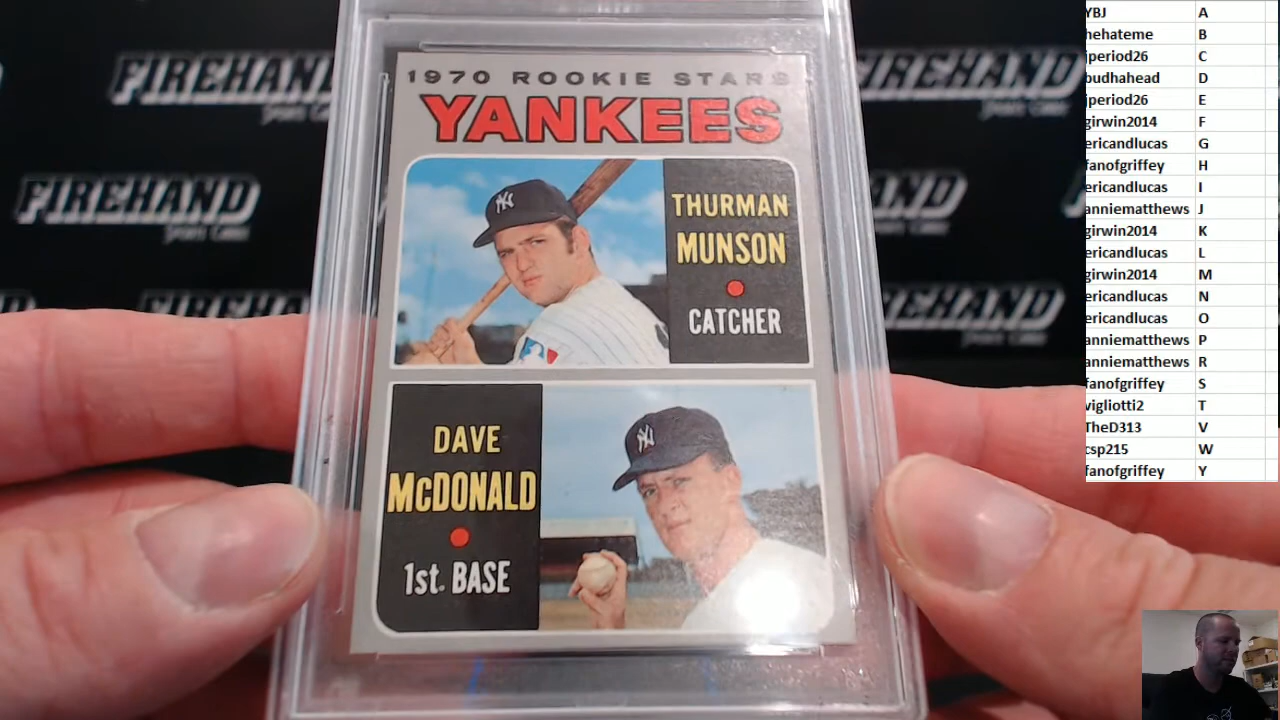 1970 ROOKIE STARS
YANKEES
THURMAN
MUNSON
CATCHER
DAVE
McDONALD
1st. BASE
FIREHAND
SPORTS CARDS
FIREHAND
FIREHAND
FIREHAND
FIREHAND
YBJ A
hehateme B
jperiod26 C
budhahead D
jperiod26 E
girwin2014 F
ericandlucas G
fanofgriffey H
ericandlucas I
anniematthews J
girwin2014 K
ericandlucas L
girwin2014 M
ericandlucas N
ericandlucas O
anniematthews P
anniematthews R
fanofgriffey S
vigliotti2 T
TheD313 V
csp215 W
fanofgriffey Y